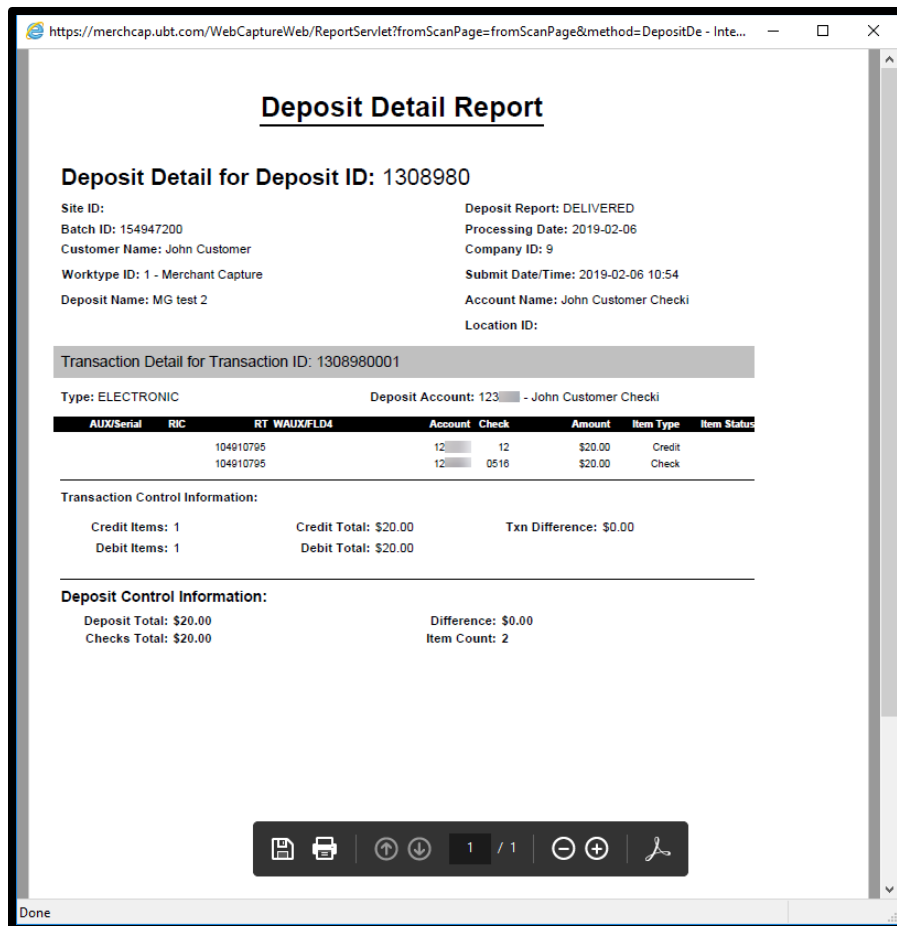 https://merchcap.ubt.com/WebCaptureWeb/ReportServlet?fromScanPage=fromScanPage&method=DepositDe - Inte...
Deposit Detail Report
Deposit Detail for Deposit ID: 1308980
Site ID: Deposit Report: DELIVERED
Batch ID: 154947200 Processing Date: 2019-02-06
Customer Name: John Customer Company ID: 9
Worktype ID: 1 - Merchant Capture Submit Date/Time: 2019-02-06 10:54
Deposit Name: MG test 2 Account Name: John Customer Checki
Location ID:
Transaction Detail for Transaction ID: 1308980001
Type: ELECTRONIC Deposit Account: 123 - John Customer Checki
AUX/Serial RIC RT WAUX/FLD4 Account Check Amount Item Type Item Status
104910795 12 12 $20.00 Credit
104910795 12 0516 $20.00 Check
Transaction Control Information:
Credit Items: 1 Credit Total: $20.00 Txn Difference: $0.00
Debit Items: 1 Debit Total: $20.00
Deposit Control Information:
Deposit Total: $20.00 Difference: $0.00
Checks Total: $20.00 Item Count: 2
1 / 1
Done